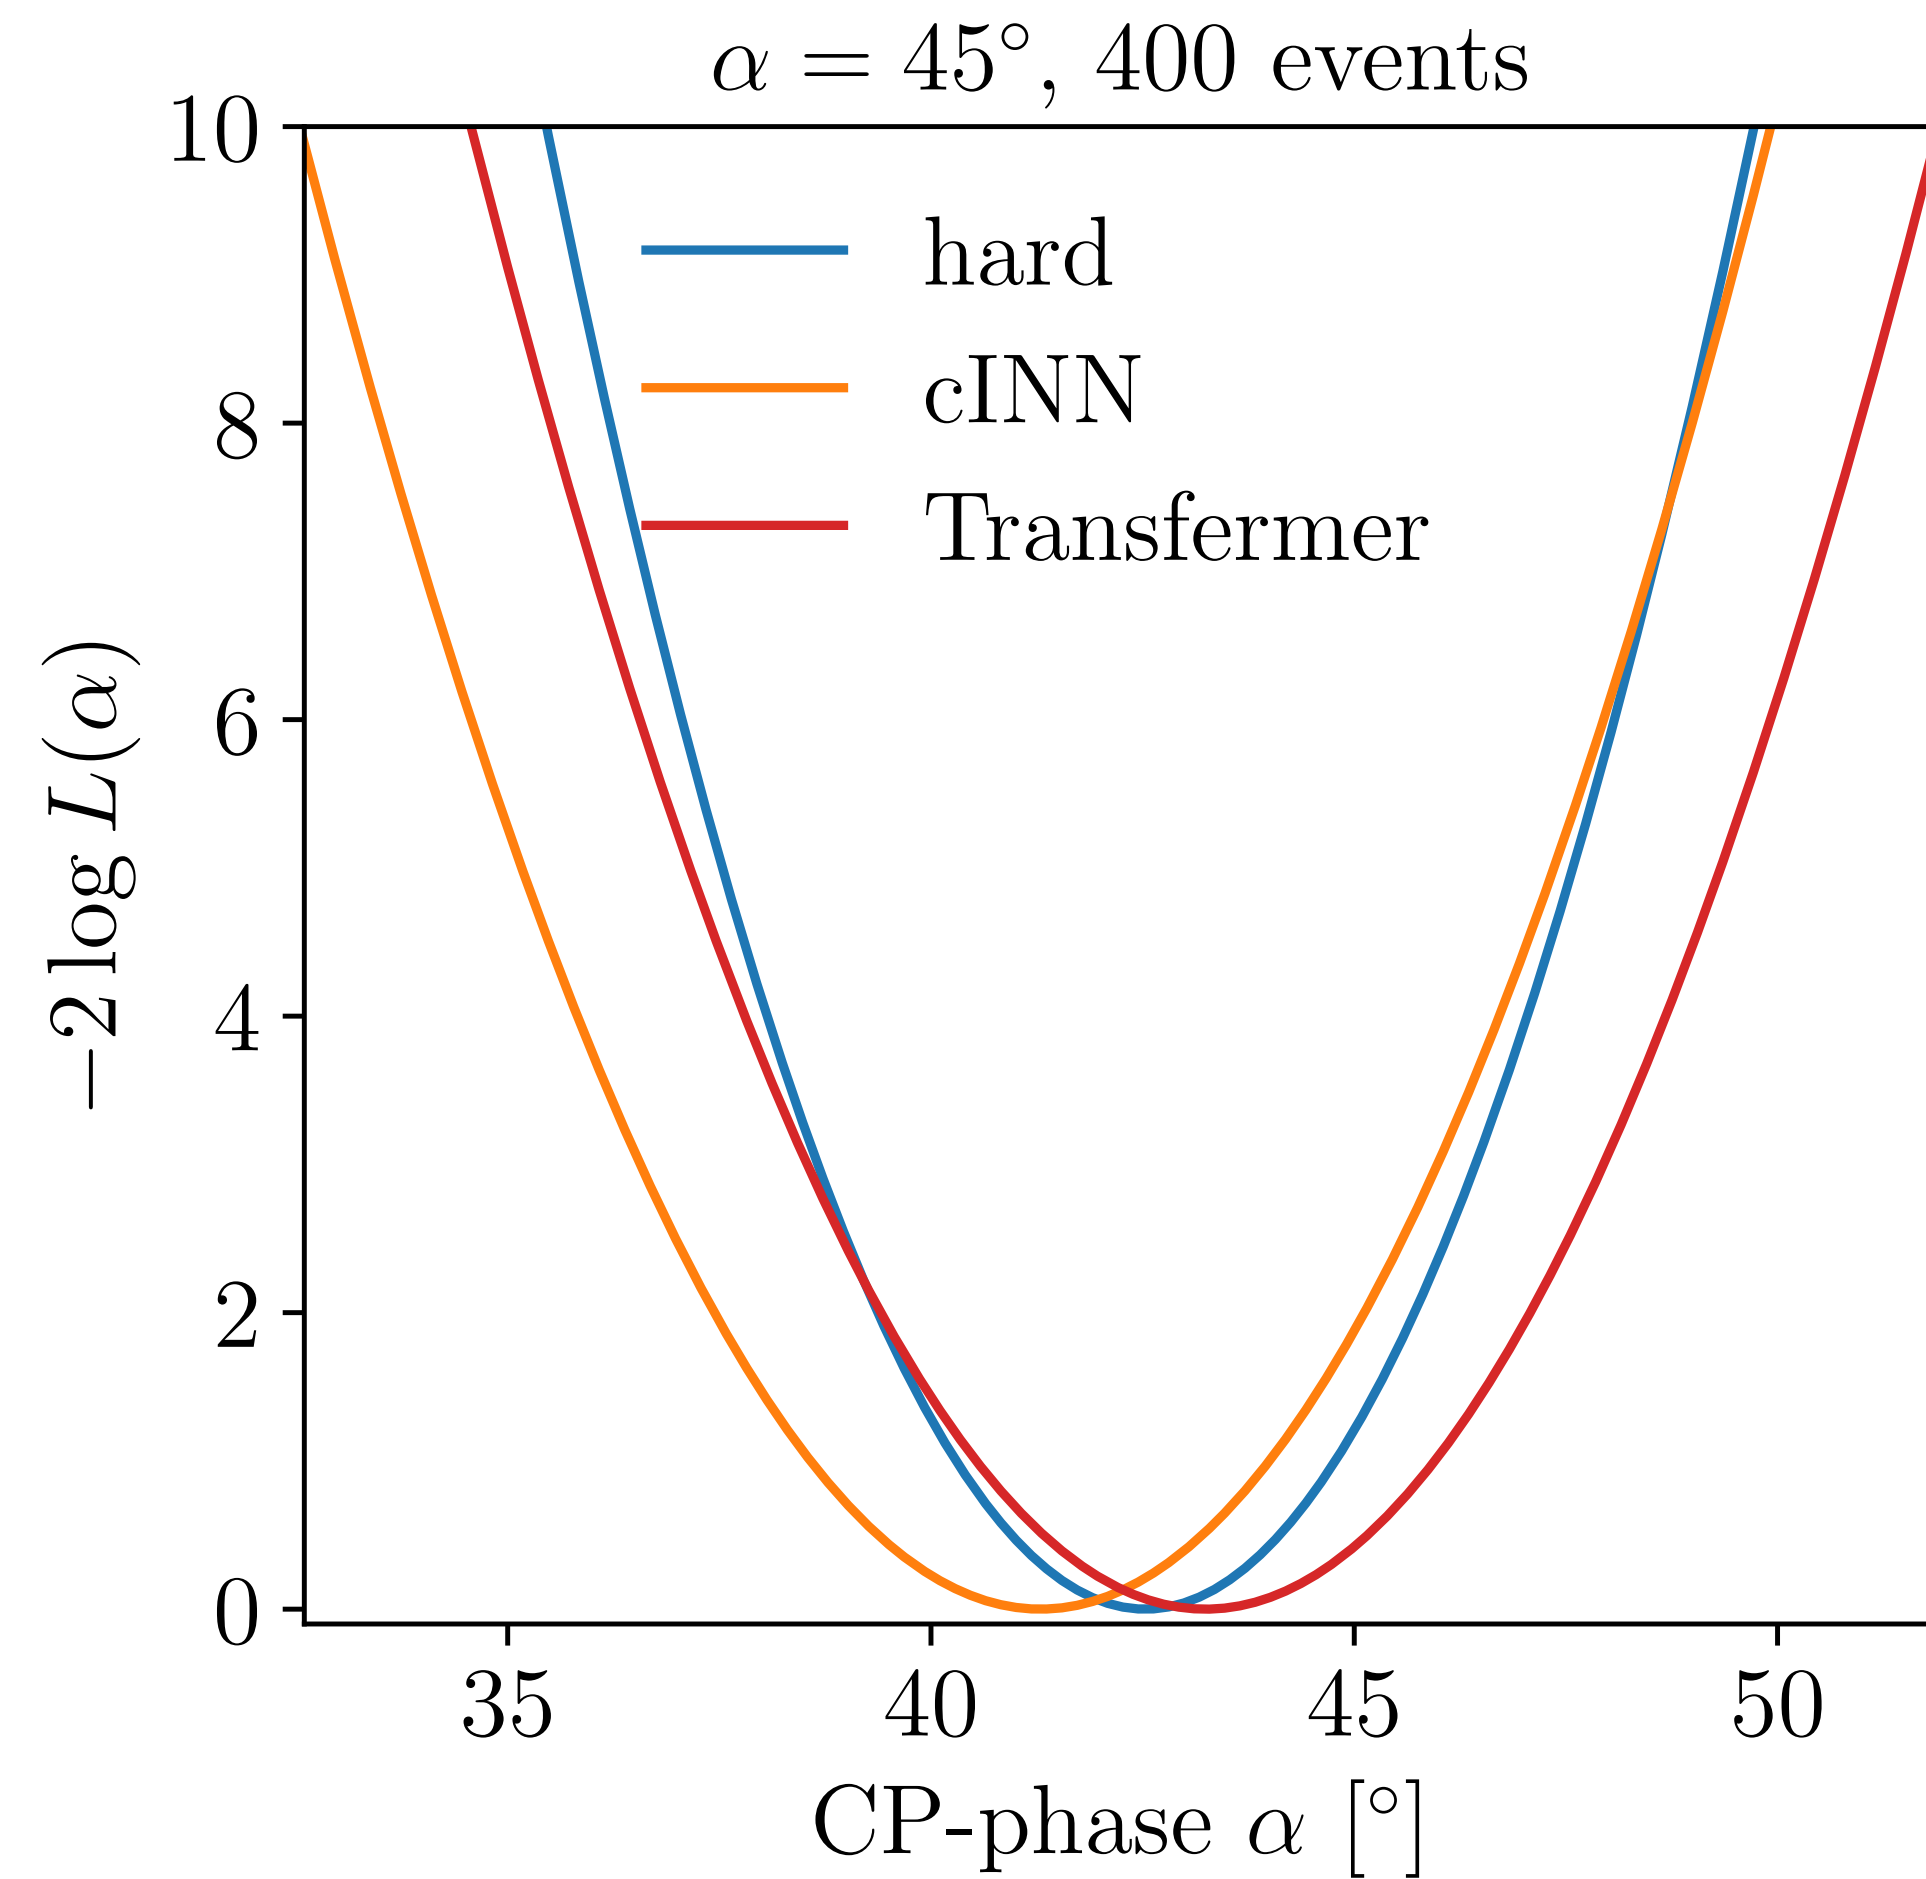 α = 45°, 400 events
10
8
6
4
2
0
−2 log L(α)
hard
cINN
Transfermer
35 40 45 50
CP-phase α [°]